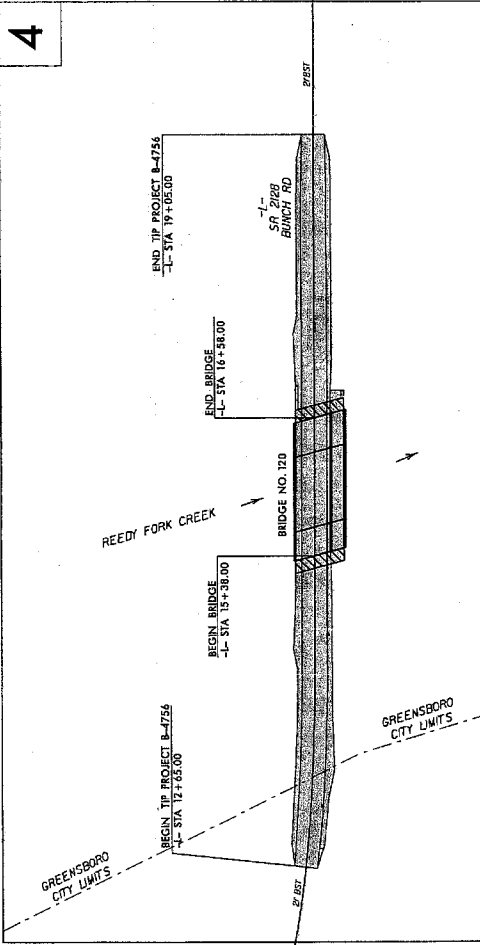 4
END TIP PROJECT B-4756
-L- STA 19+05.00
21' BST
-L-
SR 2128
BUNCH RD
END BRIDGE
-L- STA 16+58.00
BRIDGE NO. 120
REEDY FORK CREEK
BEGIN BRIDGE
-L- STA 15+38.00
BEGIN TIP PROJECT B-4756
-L- STA 12+65.00
GREENSBORO
CITY LIMITS
GREENSBORO
CITY LIMITS
21' BST